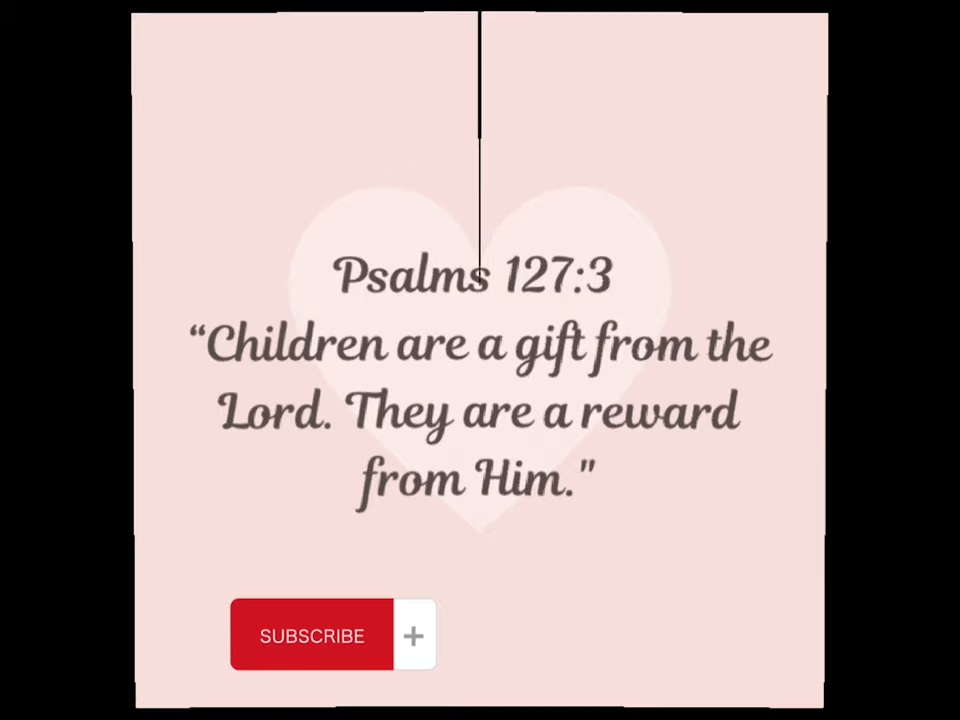 Psalms 127:3
“Children are a gift from the
Lord. They are a reward
from Him."
SUBSCRIBE +